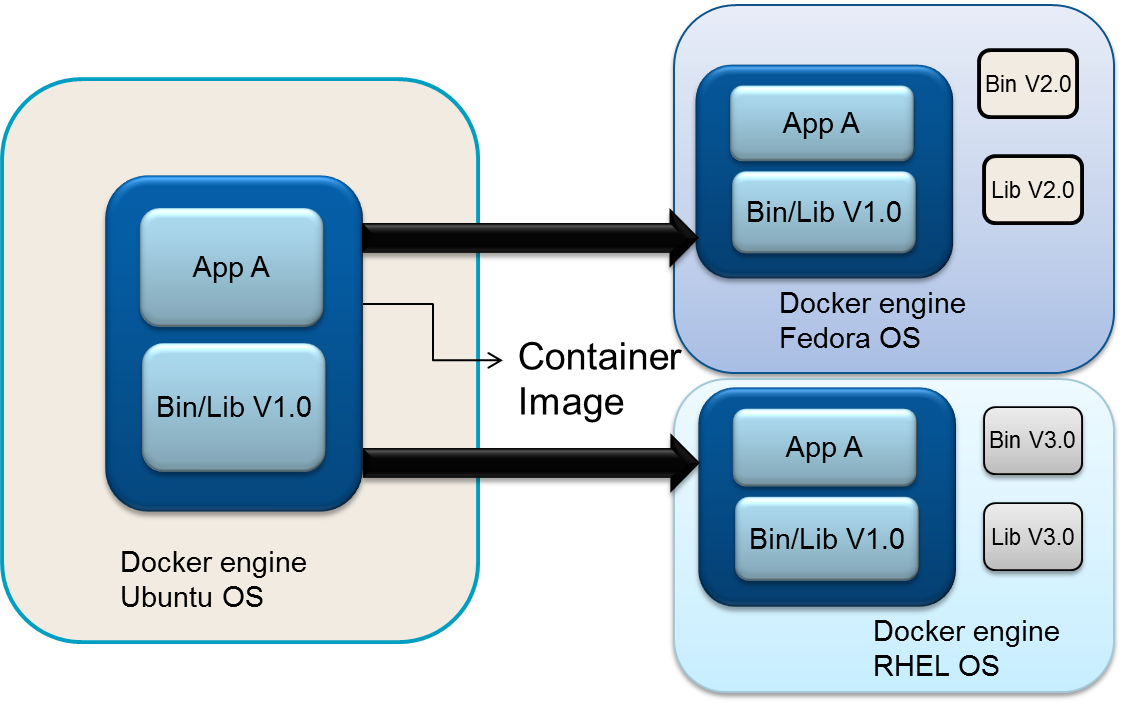 App A
Bin/Lib V1.0
Docker engine
Ubuntu OS
Container
Image
App A
Bin/Lib V1.0
Bin V2.0
Lib V2.0
Docker engine
Fedora OS
App A
Bin/Lib V1.0
Bin V3.0
Lib V3.0
Docker engine
RHEL OS